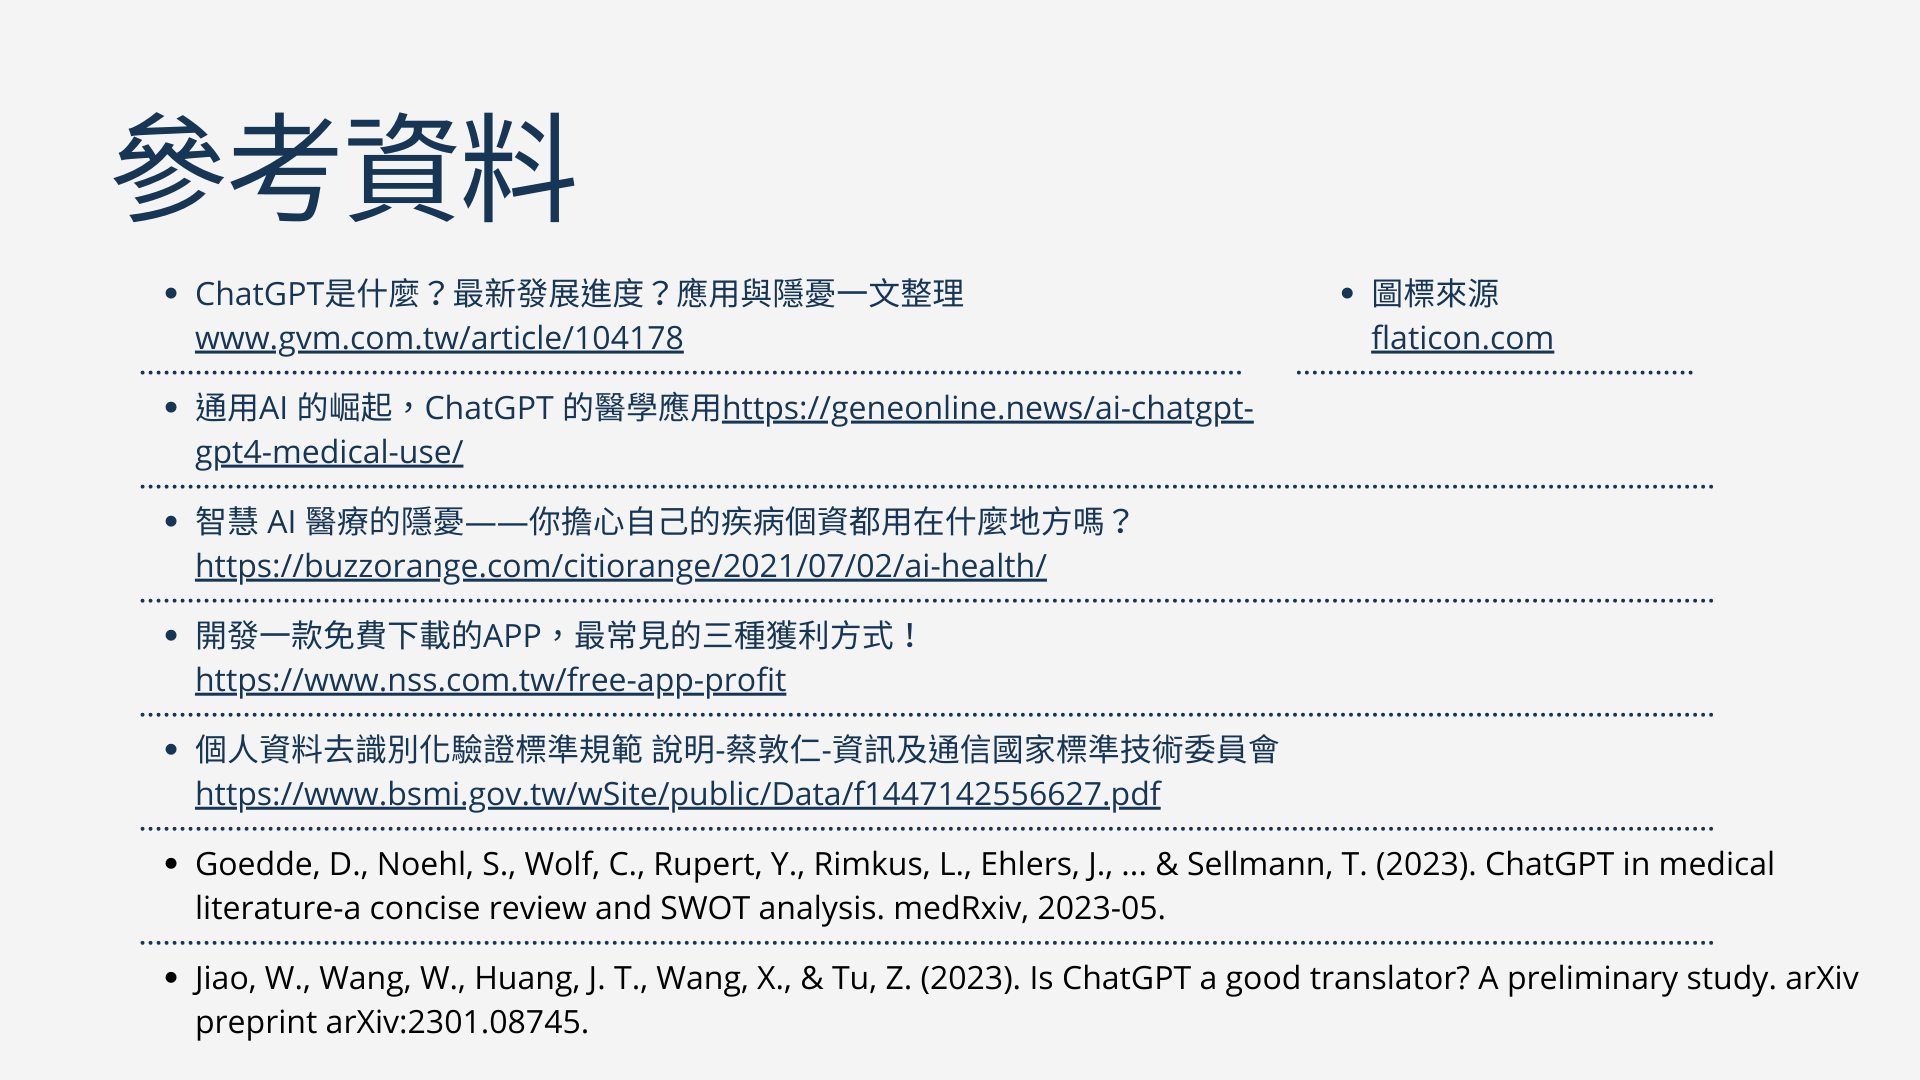 參考資料
ChatGPT是什麼？最新發展進度？應用與隱憂一文整理
www.gvm.com.tw/article/104178
圖標來源
flaticon.com
通用AI 的崛起，ChatGPT 的醫學應用https://geneonline.news/ai-chatgpt-
gpt4-medical-use/
智慧 AI 醫療的隱憂——你擔心自己的疾病個資都用在什麼地方嗎？
https://buzzorange.com/citiorange/2021/07/02/ai-health/
開發一款免費下載的APP，最常見的三種獲利方式！
https://www.nss.com.tw/free-app-profit
個人資料去識別化驗證標準規範 說明-蔡敦仁-資訊及通信國家標準技術委員會
https://www.bsmi.gov.tw/wSite/public/Data/f1447142556627.pdf
Goedde, D., Noehl, S., Wolf, C., Rupert, Y., Rimkus, L., Ehlers, J., ... & Sellmann, T. (2023). ChatGPT in medical
literature-a concise review and SWOT analysis. medRxiv, 2023-05.
Jiao, W., Wang, W., Huang, J. T., Wang, X., & Tu, Z. (2023). Is ChatGPT a good translator? A preliminary study. arXiv
preprint arXiv:2301.08745.